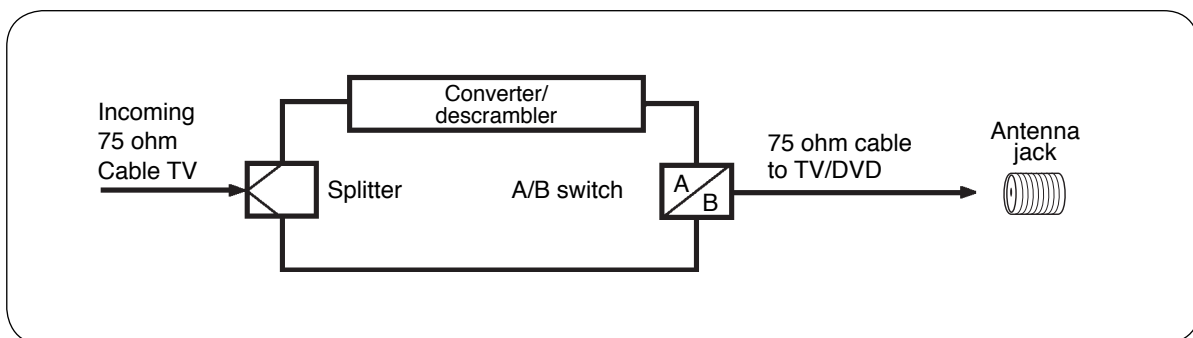 Incoming
75 ohm
Cable TV
Splitter
Converter/
descrambler
A/B switch
A
B
75 ohm cable
to TV/DVD
Antenna
jack